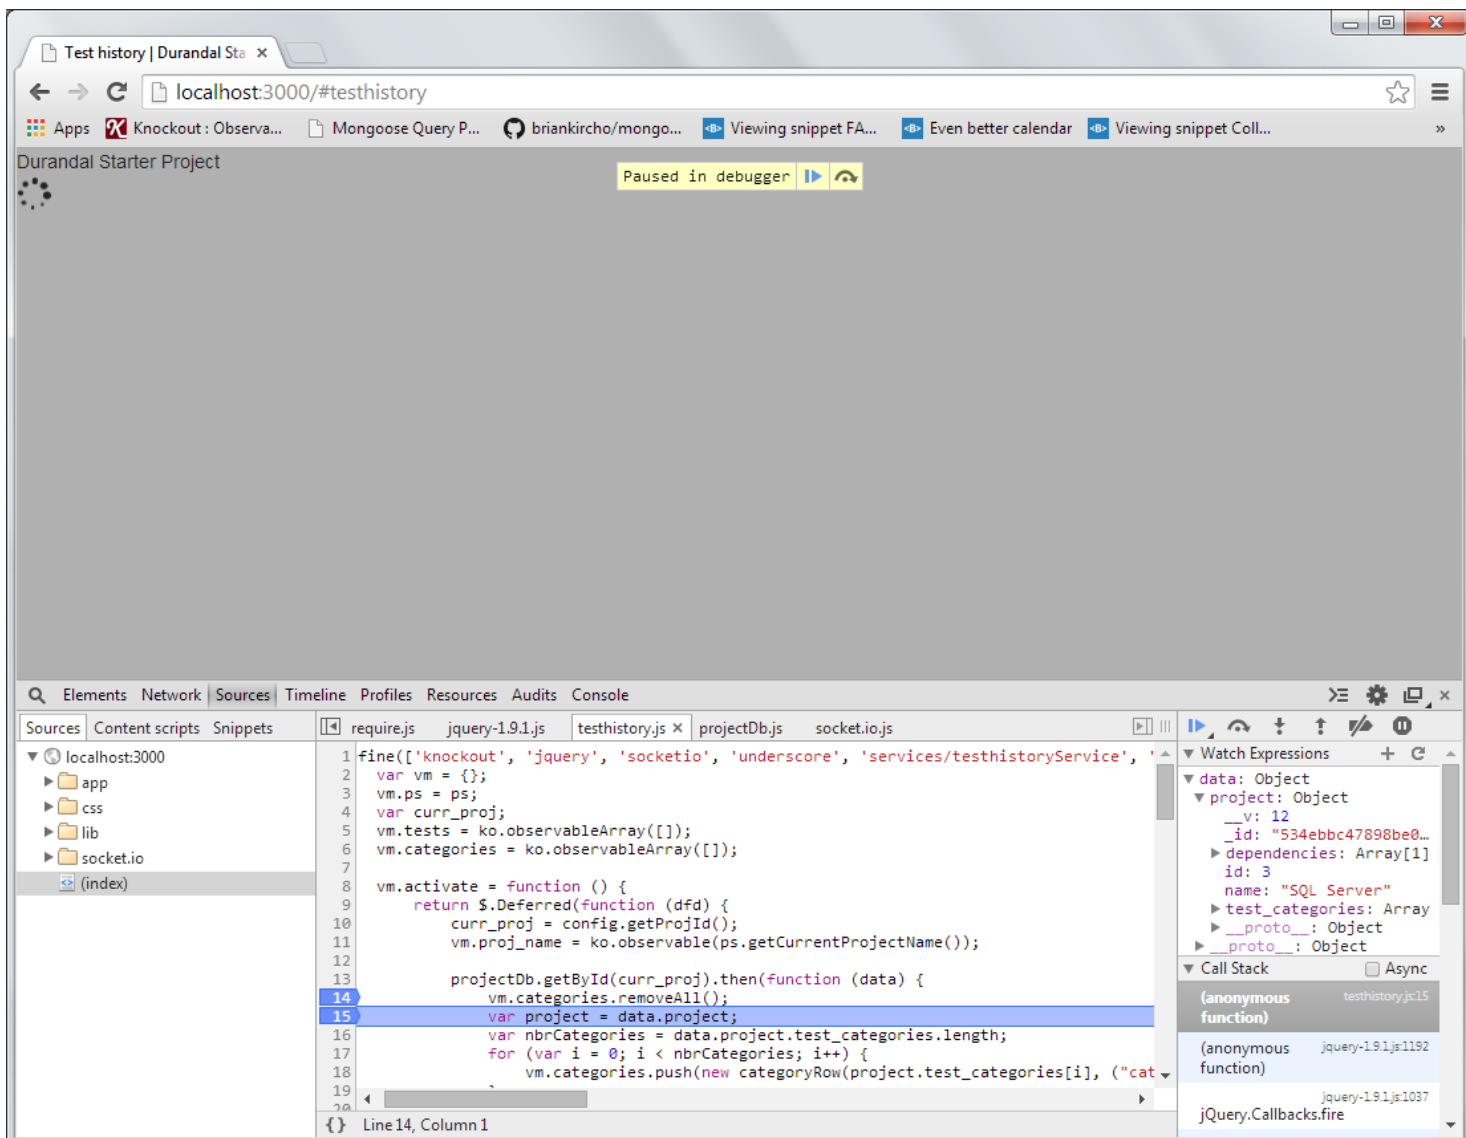 Test history | Durandal Sta
localhost:3000/#testhistory
Apps Knockout : Observa... Mongoose Query P... briankircho/mongo... Viewing snippet FA... Even better calendar Viewing snippet Coll... »
Durandal Starter Project
Paused in debugger
Elements Network Sources Timeline Profiles Resources Audits Console
Sources Content scripts Snippets
localhost:3000
app
css
lib
socket.io
(index)
require.js jquery-1.9.1.js testhistory.js × projectDb.js socket.io.js
1 fine(['knockout', 'jquery', 'socketio', 'underscore', 'services/testhistoryService', '
2 var vm = {};
3 vm.ps = ps;
4 var curr_proj;
5 vm.tests = ko.observableArray([]);
6 vm.categories = ko.observableArray([]);
7
8 vm.activate = function () {
9 return $.Deferred(function (dfd) {
10 curr_proj = config.getProjId();
11 vm.proj_name = ko.observable(ps.getCurrentProjectName());
12
13 projectDb.getById(curr_proj).then(function (data) {
14 vm.categories.removeAll();
15 var project = data.project;
16 var nbrCategories = data.project.test_categories.length;
17 for (var i = 0; i < nbrCategories; i++) {
18 vm.categories.push(new categoryRow(project.test_categories[i], ("cat
19
20
{} Line 14, Column 1
Watch Expressions
data: Object
project: Object
__v: 12
_id: "534ebbc47898be0…
dependencies: Array[1]
id: 3
name: "SQL Server"
test_categories: Array
__proto__: Object
__proto__: Object
Call Stack Async
(anonymous function) testhistory.js:15
(anonymous function) jquery-1.9.1.js:1192
jquery-1.9.1.js:1037
jQuery.Callbacks.fire